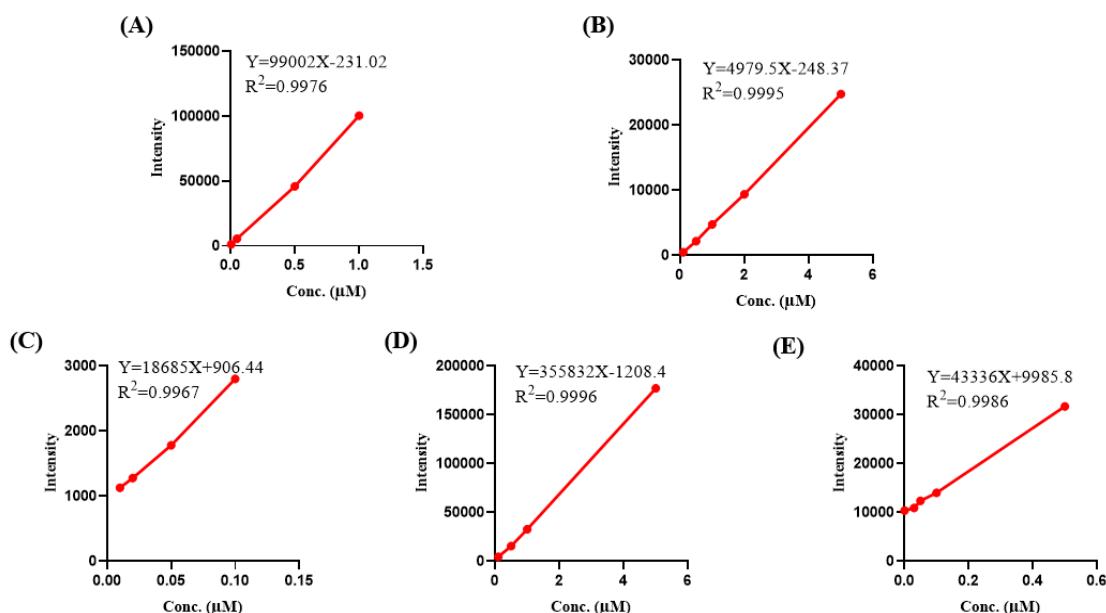 (A)
Y=99002X-231.02
R²=0.9976
150000
100000
50000
0
Intensity
0.0 0.5 1.0 1.5
Conc. (µM)
(B)
Y=4979.5X-248.37
R²=0.9995
30000
20000
10000
0
Intensity
0 2 4 6
Conc. (µM)
(C)
Y=18685X+906.44
R²=0.9967
3000
2000
1000
0
Intensity
0.00 0.05 0.10 0.15
Conc. (µM)
(D)
Y=355832X-1208.4
R²=0.9996
200000
150000
100000
50000
0
Intensity
0 2 4 6
Conc. (µM)
(E)
Y=43336X+9985.8
R²=0.9986
40000
30000
20000
10000
0
Intensity
0.0 0.2 0.4 0.6
Conc. (µM)